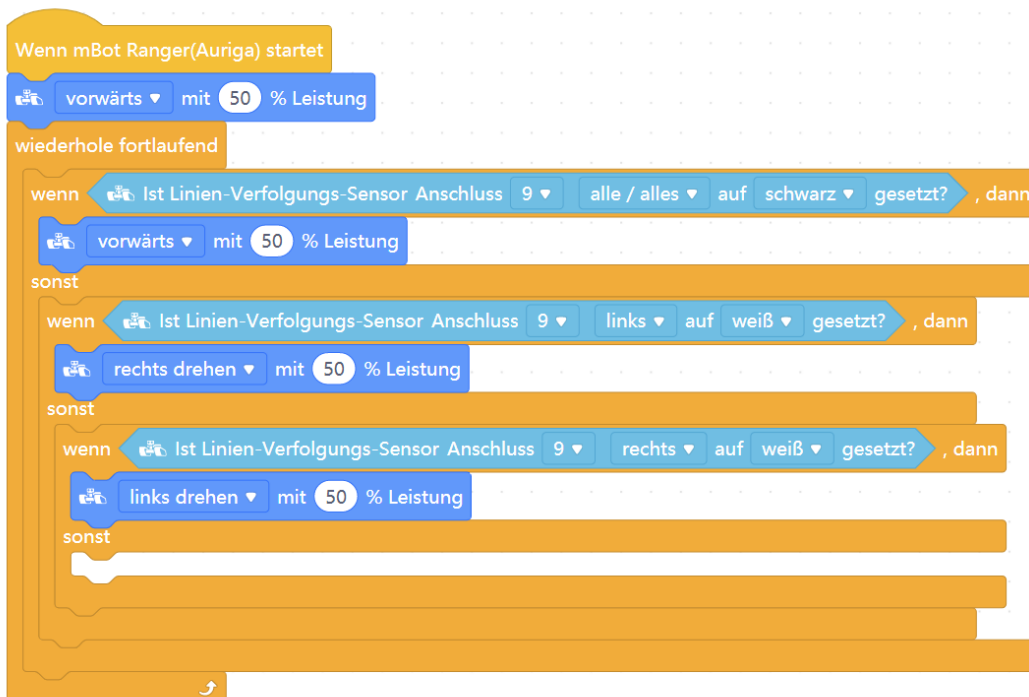 Wenn mBot Ranger(Auriga) startet
vorwärts mit 50 % Leistung
wiederhole fortlaufend
wenn Ist Linien-Verfolgungs-Sensor Anschluss 9 alle / alles auf schwarz gesetzt? , dann
vorwärts mit 50 % Leistung
sonst
wenn Ist Linien-Verfolgungs-Sensor Anschluss 9 links auf weiß gesetzt? , dann
rechts drehen mit 50 % Leistung
sonst
wenn Ist Linien-Verfolgungs-Sensor Anschluss 9 rechts auf weiß gesetzt? , dann
links drehen mit 50 % Leistung
sonst